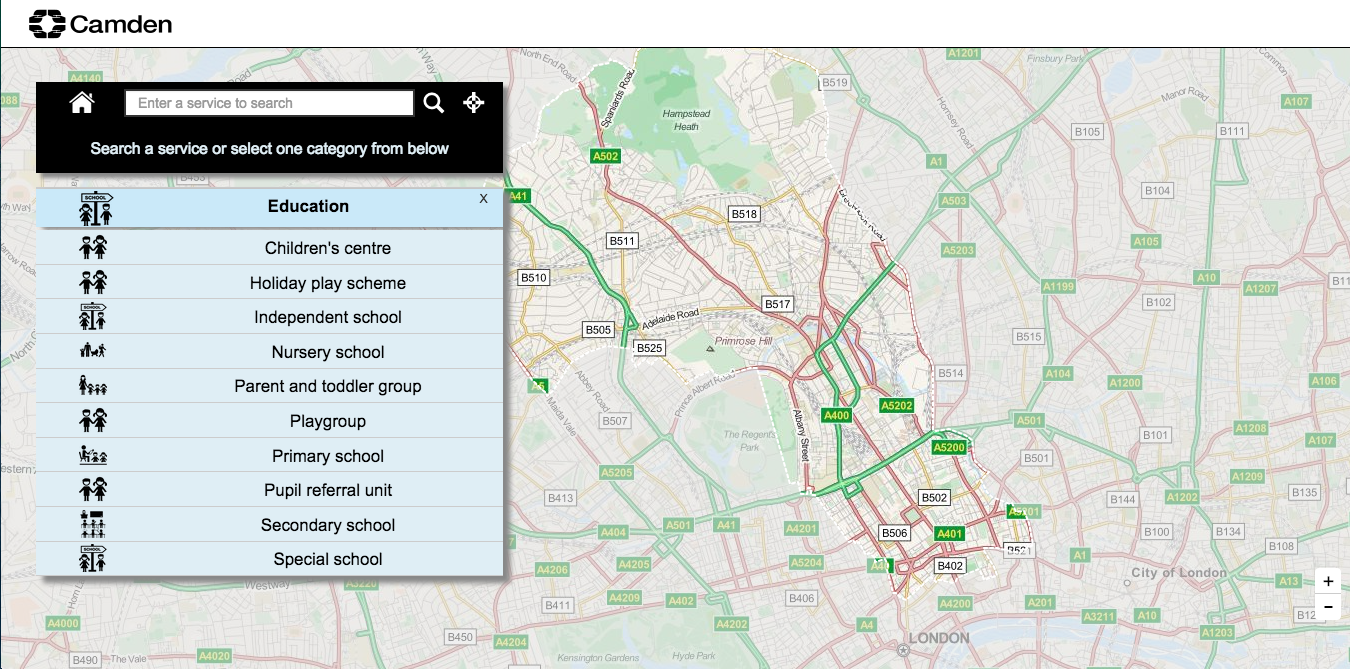 Camden
Enter a service to search
Search a service or select one category from below
Education
X
SCHOOL
Children's centre
Holiday play scheme
Independent school
Nursery school
Parent and toddler group
Playgroup
Primary school
Pupil referral unit
Secondary school
Special school
North End Road
A1201
Finsbury Park
A4140
B519
Spaniards Road
Hampstead
Heath
Hornsey Road
Manor Road
A107
B105
B111
A502
A1
B104
A41
A503
B518
B511
A105
A5203
B510
A10
A1199
A1207
B102
B517
Adelaide Road
B505
B515
Primrose Hill
B525
B514
A104
A1200
A106
A5
Abbey Road
Prince Albert Road
Maida Vale
A5202
A400
B507
Albany Street
A501
A1208
The Regent's
Park
B101
A107
A5200
B501
A5205
A1209
B413
B502
B144
A1202
B135
A5201
A404
A501
A41
A4201
B506
A401
B100
B134
B108
B521
A1
A4206
A4205
A5204
A40
B402
City of London
A13
+
−
Westway
A3220
A4209
A402
B406
B411
A4200
A201
A3211
A10
A4000
A4202
A4
A1203
B450
A4204
LONDON
B490
The Vale
A4020
Kensington Gardens
Hyde Park